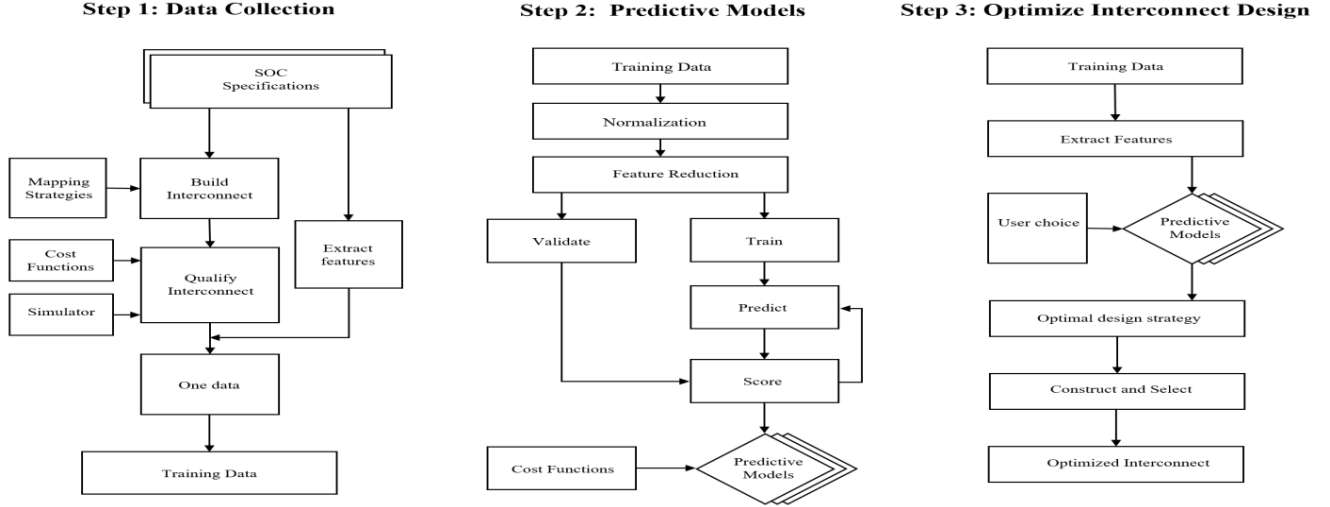 Step 1: Data Collection
SOC
Specifications
Mapping
Strategies
Build
Interconnect
Cost
Functions
Qualify
Interconnect
Extract
features
Simulator
One data
Training Data
Step 2: Predictive Models
Training Data
Normalization
Feature Reduction
Validate
Train
Predict
Score
Cost Functions
Predictive
Models
Step 3: Optimize Interconnect Design
Training Data
Extract Features
User choice
Predictive
Models
Optimal design strategy
Construct and Select
Optimized Interconnect